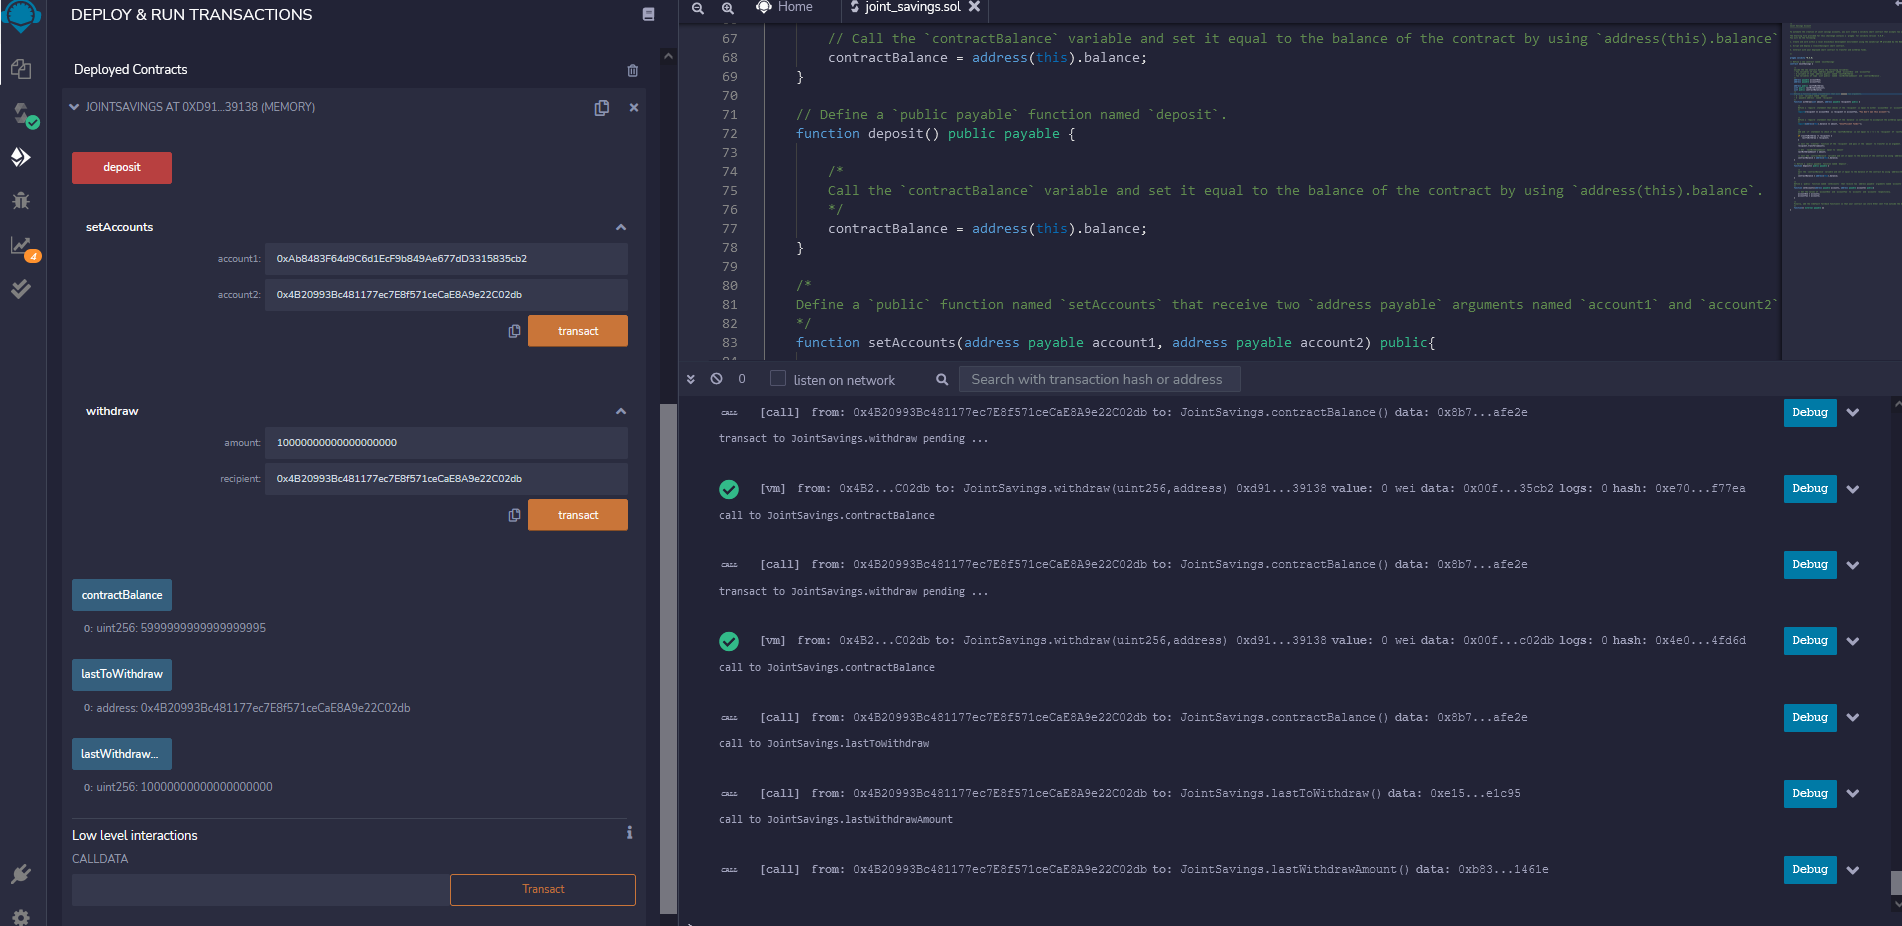 DEPLOY & RUN TRANSACTIONS
Deployed Contracts
JOINTSAVINGS AT 0XD91...39138 (MEMORY)
deposit
setAccounts
account1: 0xAb8483F64d9C6d1EcF9b849Ae677dD3315835cb2
account2: 0x4B20993Bc481177ec7E8f571ceCaE8A9e22C02db
transact
withdraw
amount: 10000000000000000000
recipient: 0x4B20993Bc481177ec7E8f571ceCaE8A9e22C02db
transact
contractBalance
0: uint256: 5999999999999999995
lastToWithdraw
0: address: 0x4B20993Bc481177ec7E8f571ceCaE8A9e22C02db
lastWithdraw...
0: uint256: 10000000000000000000
Low level interactions
CALLDATA
Transact
4
Home
joint_savings.sol
67 // Call the `contractBalance` variable and set it equal to the balance of the contract by using `address(this).balance`
68 contractBalance = address(this).balance;
69 }
70
71 // Define a `public payable` function named `deposit`.
72 function deposit() public payable {
73
74 /*
75 Call the `contractBalance` variable and set it equal to the balance of the contract by using `address(this).balance`.
76 */
77 contractBalance = address(this).balance;
78 }
79
80 /*
81 Define a `public` function named `setAccounts` that receive two `address payable` arguments named `account1` and `account2`
82 */
83 function setAccounts(address payable account1, address payable account2) public{
0 listen on network Search with transaction hash or address
CALL [call] from: 0x4B20993Bc481177ec7E8f571ceCaE8A9e22C02db to: JointSavings.contractBalance() data: 0x8b7...afe2e Debug
transact to JointSavings.withdraw pending ...
[vm] from: 0x4B2...C02db to: JointSavings.withdraw(uint256,address) 0xd91...39138 value: 0 wei data: 0x00f...35cb2 logs: 0 hash: 0xe70...f77ea Debug
call to JointSavings.contractBalance
CALL [call] from: 0x4B20993Bc481177ec7E8f571ceCaE8A9e22C02db to: JointSavings.contractBalance() data: 0x8b7...afe2e Debug
transact to JointSavings.withdraw pending ...
[vm] from: 0x4B2...C02db to: JointSavings.withdraw(uint256,address) 0xd91...39138 value: 0 wei data: 0x00f...c02db logs: 0 hash: 0x4e0...4fd6d Debug
call to JointSavings.contractBalance
CALL [call] from: 0x4B20993Bc481177ec7E8f571ceCaE8A9e22C02db to: JointSavings.contractBalance() data: 0x8b7...afe2e Debug
call to JointSavings.lastToWithdraw
CALL [call] from: 0x4B20993Bc481177ec7E8f571ceCaE8A9e22C02db to: JointSavings.lastToWithdraw() data: 0xe15...e1c95 Debug
call to JointSavings.lastWithdrawAmount
CALL [call] from: 0x4B20993Bc481177ec7E8f571ceCaE8A9e22C02db to: JointSavings.lastWithdrawAmount() data: 0xb83...1461e Debug